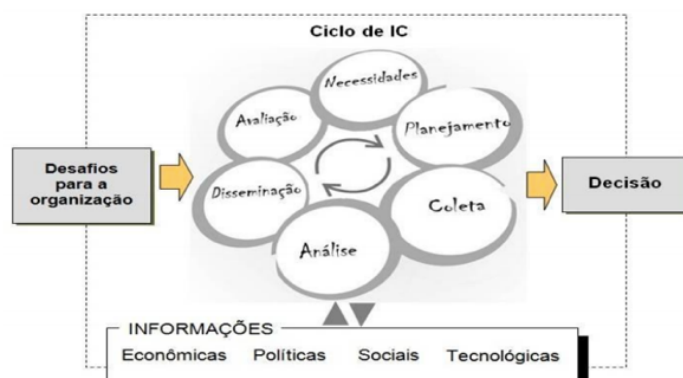 Ciclo de IC
Necessidades
Avaliação
Planejamento
Desafios
para a
organização
Disseminação
Coleta
Decisão
Análise
INFORMAÇÕES
Econômicas Políticas Sociais Tecnológicas